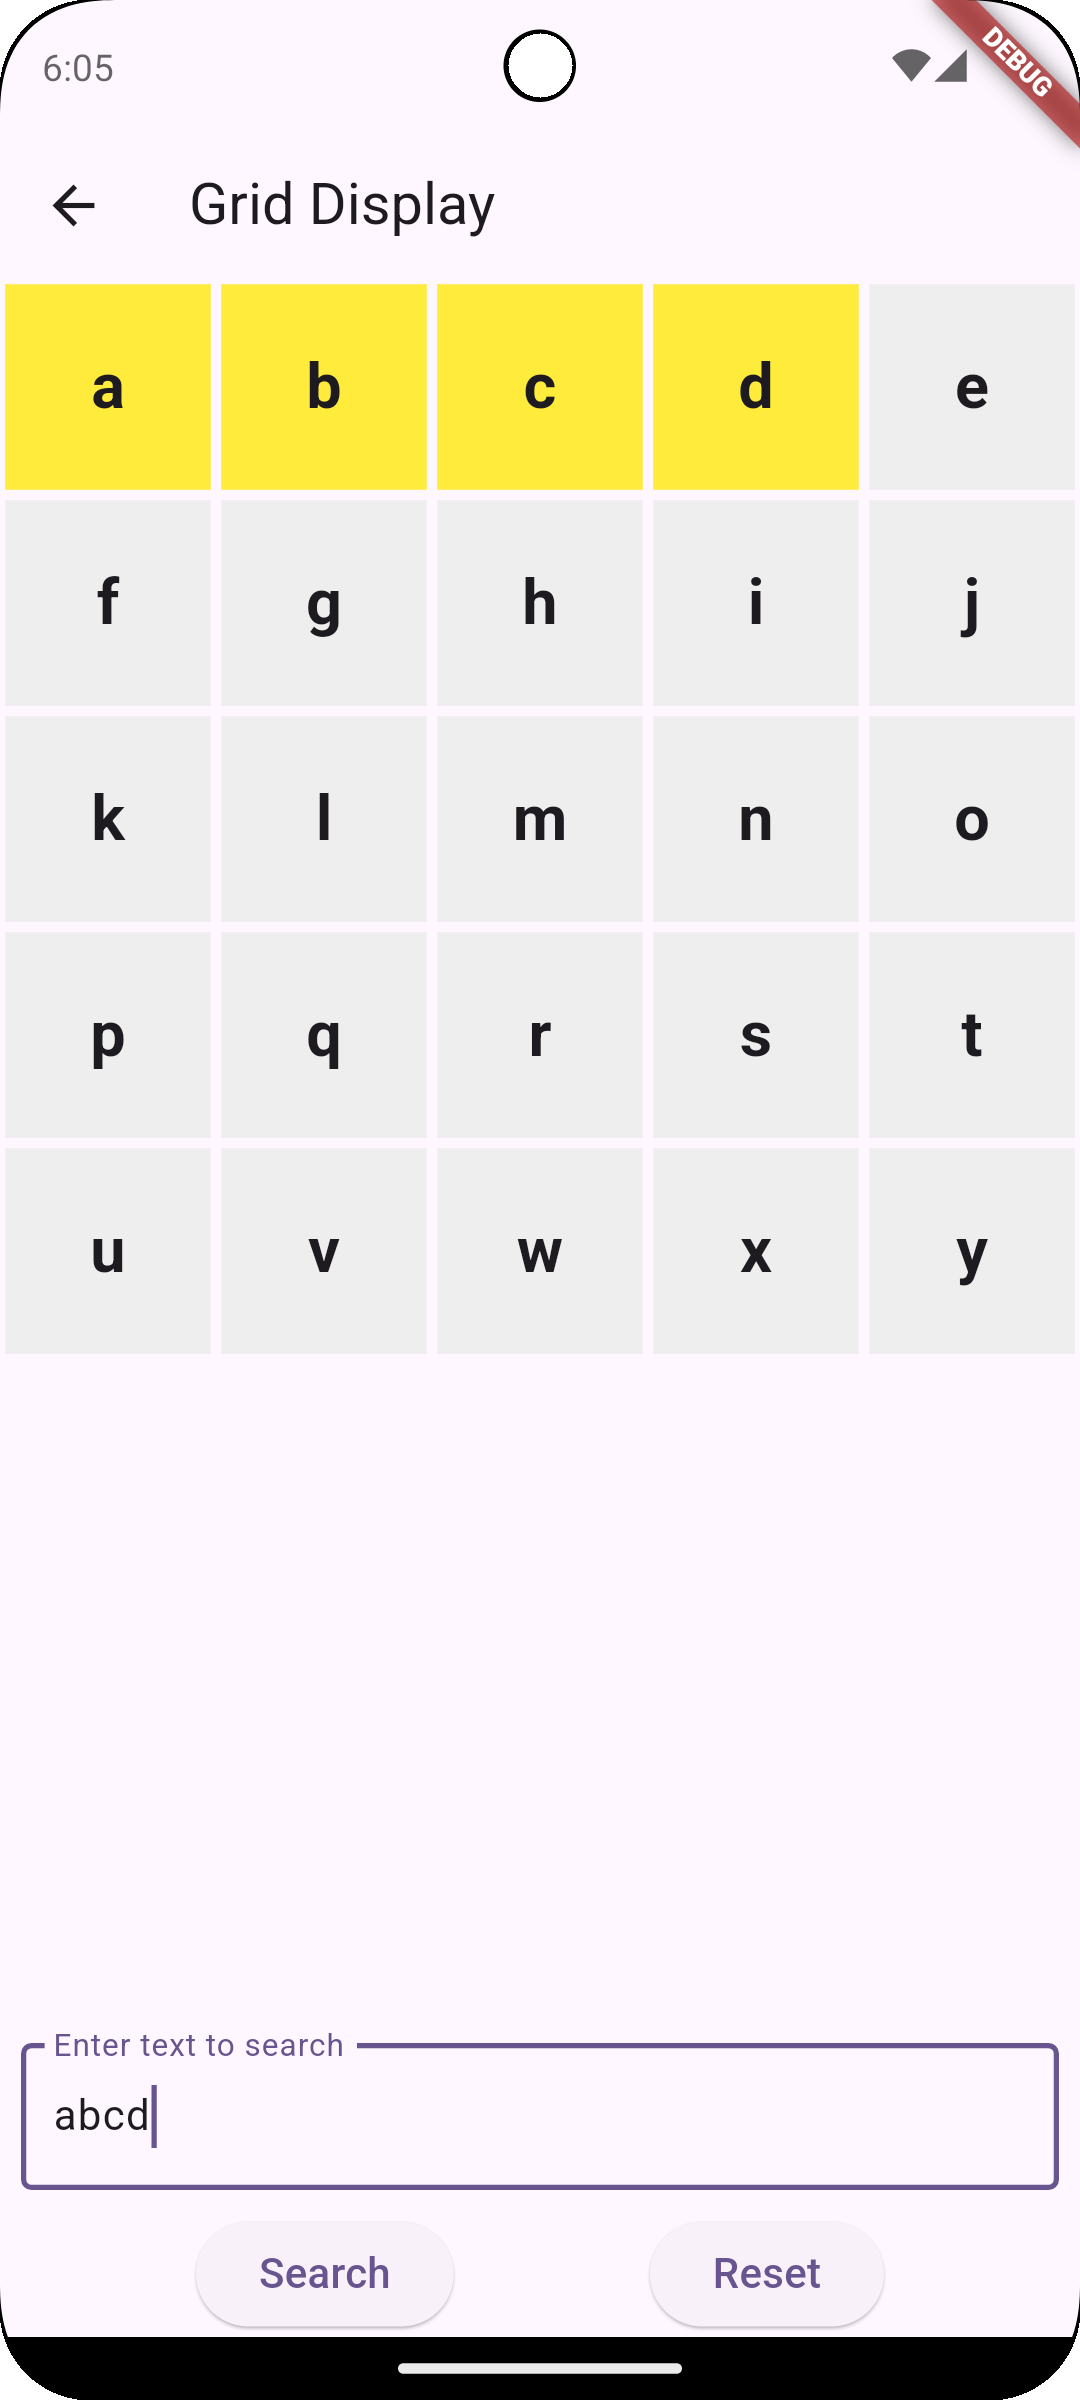 6:05
DEBUG
Grid Display
a b c d e
f g h i j
k l m n o
p q r s t
u v w x y
Enter text to search
abcd
Search Reset